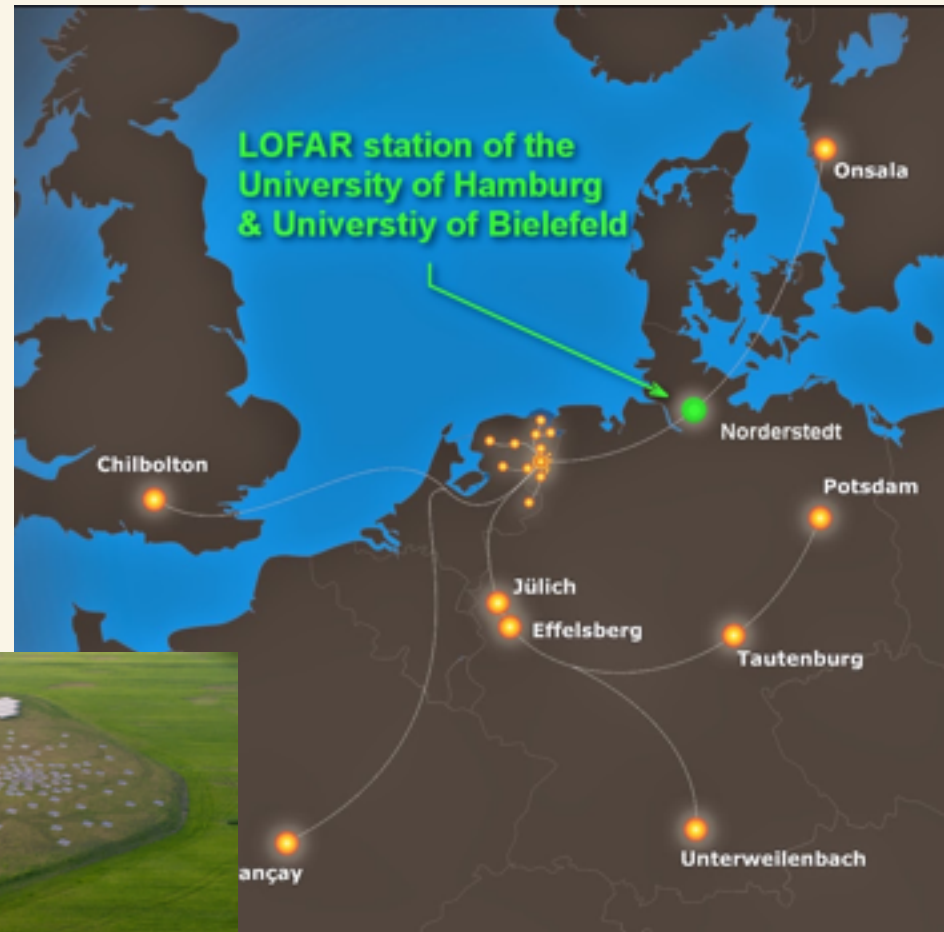 LOFAR station of the
University of Hamburg
& Universtiy of Bielefeld
Onsala
Norderstedt
Chilbolton
Potsdam
Jülich
Effelsberg
Tautenburg
Unterweilenbach
ançay